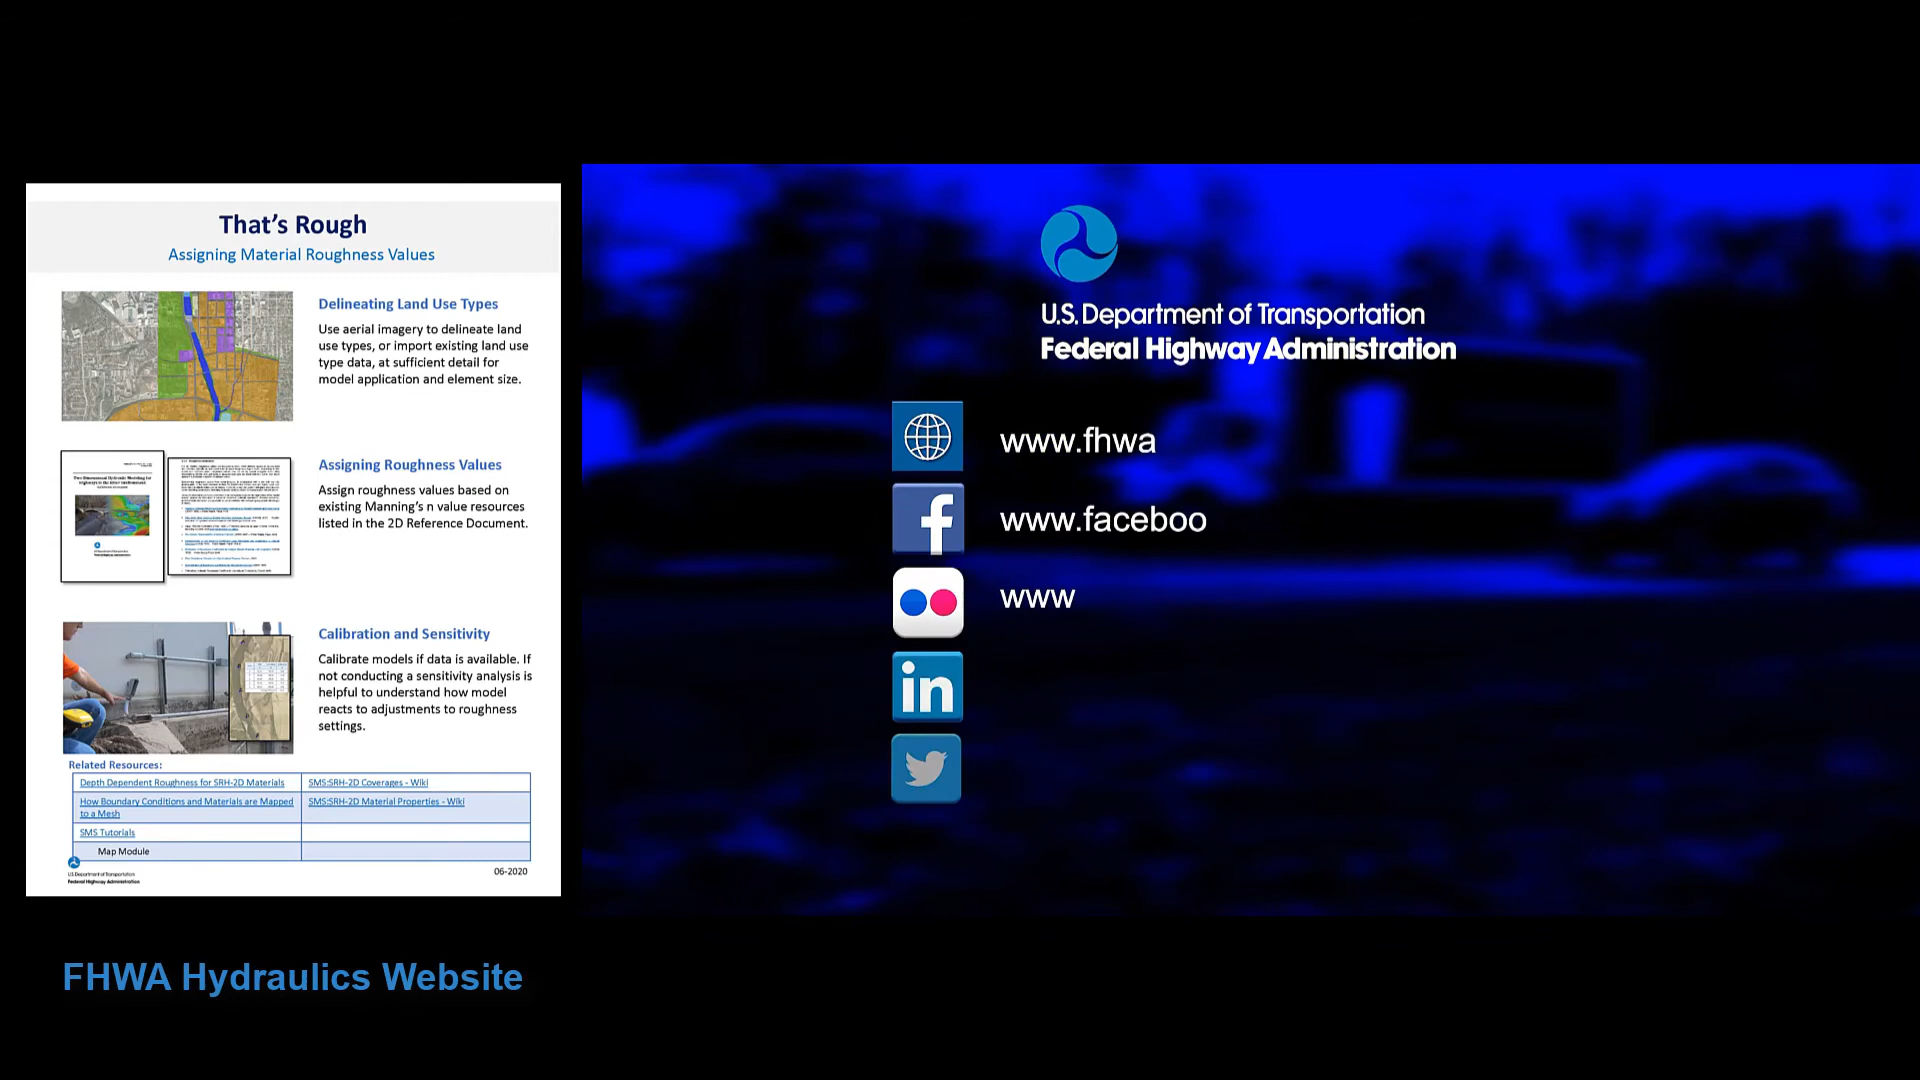 That's Rough
Assigning Material Roughness Values
Delineating Land Use Types
Use aerial imagery to delineate land
use types, or import existing land use
type data, at sufficient detail for
model application and element size.
Assigning Roughness Values
Assign roughness values based on
existing Manning's n value resources
listed in the 2D Reference Document.
Calibration and Sensitivity
Calibrate models if data is available. If
not conducting a sensitivity analysis is
helpful to understand how model
reacts to adjustments to roughness
settings.
Related Resources:
Depth Dependent Roughness for SRH-2D Materials
SMS:SRH-2D Coverages - Wiki
How Boundary Conditions and Materials are Mapped
to a Mesh
SMS:SRH-2D Material Properties - Wiki
SMS Tutorials
Map Module
U.S. Department of Transportation
Federal Highway Administration
06-2020
FHWA Hydraulics Website
U.S. Department of Transportation
Federal Highway Administration
www.fhwa
www.faceboo
www